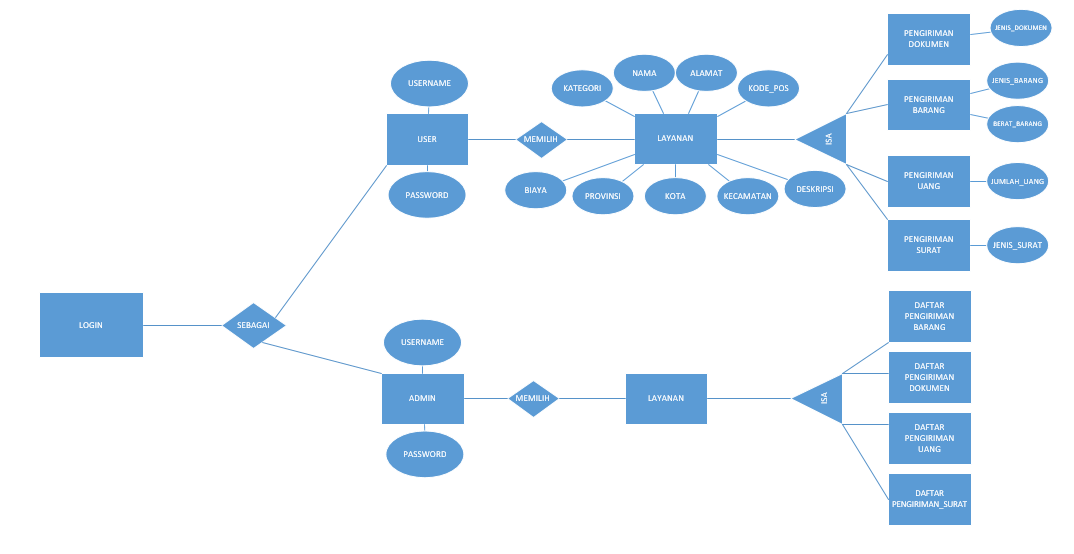 PENGIRIMAN
DOKUMEN
JENIS_DOKUMEN
USERNAME
KATEGORI
NAMA
ALAMAT
KODE_POS
PENGIRIMAN
BARANG
JENIS_BARANG
BERAT_BARANG
USER
MEMILIH
LAYANAN
ISA
PASSWORD
BIAYA
PROVINSI
KOTA
KECAMATAN
DESKRIPSI
PENGIRIMAN
UANG
JUMLAH_UANG
PENGIRIMAN
SURAT
JENIS_SURAT
LOGIN
SEBAGAI
USERNAME
ADMIN
MEMILIH
LAYANAN
ISA
PASSWORD
DAFTAR
PENGIRIMAN
BARANG
DAFTAR
PENGIRIMAN
DOKUMEN
DAFTAR
PENGIRIMAN
UANG
DAFTAR
PENGIRIMAN_SURAT